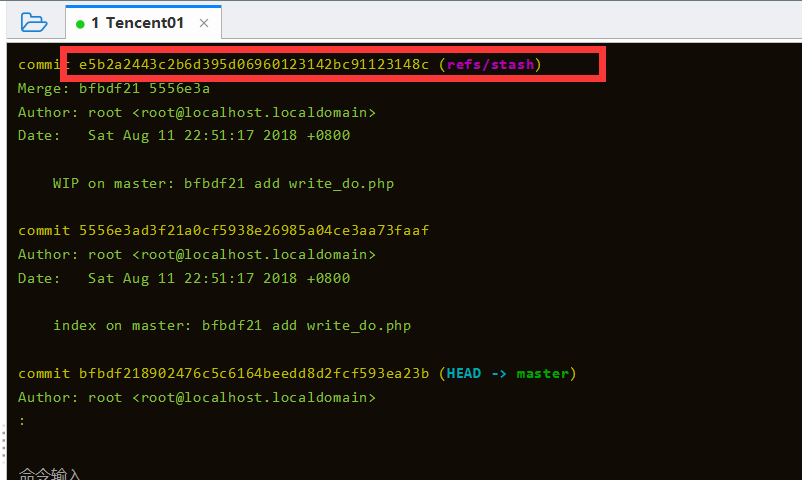 1 Tencent01 ×
commit e5b2a2443c2b6d395d06960123142bc91123148c (refs/stash)
Merge: bfbdf21 5556e3a
Author: root <root@localhost.localdomain>
Date:   Sat Aug 11 22:51:17 2018 +0800
    WIP on master: bfbdf21 add write_do.php
commit 5556e3ad3f21a0cf5938e26985a04ce3aa73faaf
Author: root <root@localhost.localdomain>
Date:   Sat Aug 11 22:51:17 2018 +0800
    index on master: bfbdf21 add write_do.php
commit bfbdf218902476c5c6164beedd8d2fcf593ea23b (HEAD -> master)
Author: root <root@localhost.localdomain>
:
命令输入